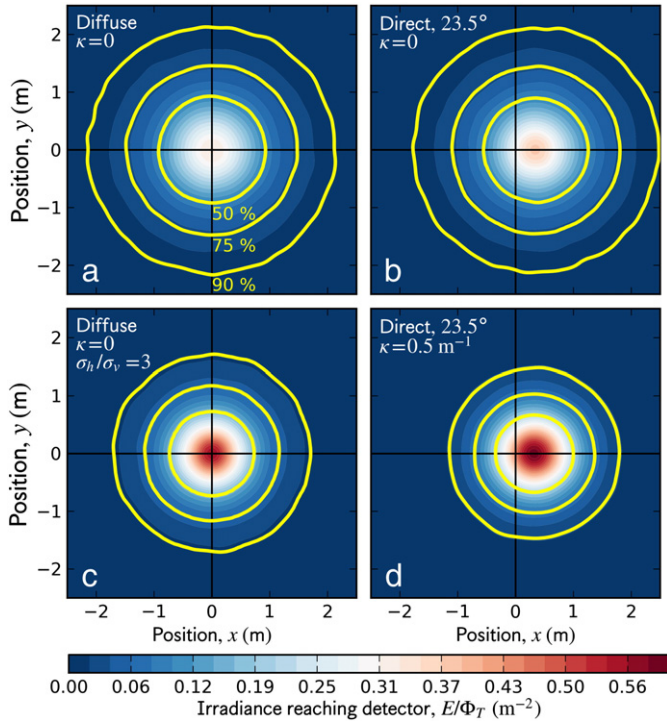 Diffuse
κ=0
50 %
75 %
90 %
a
Direct, 23.5°
κ=0
b
Position, y (m)
2
1
0
−1
−2
Diffuse
κ=0
σh/σv =3
c
Direct, 23.5°
κ=0.5 m⁻¹
d
Position, y (m)
2
1
0
−1
−2
−2 −1 0 1 2
−2 −1 0 1 2
Position, x (m)
Position, x (m)
0.00 0.06 0.12 0.19 0.25 0.31 0.37 0.43 0.50 0.56
Irradiance reaching detector, E/ΦT (m⁻²)